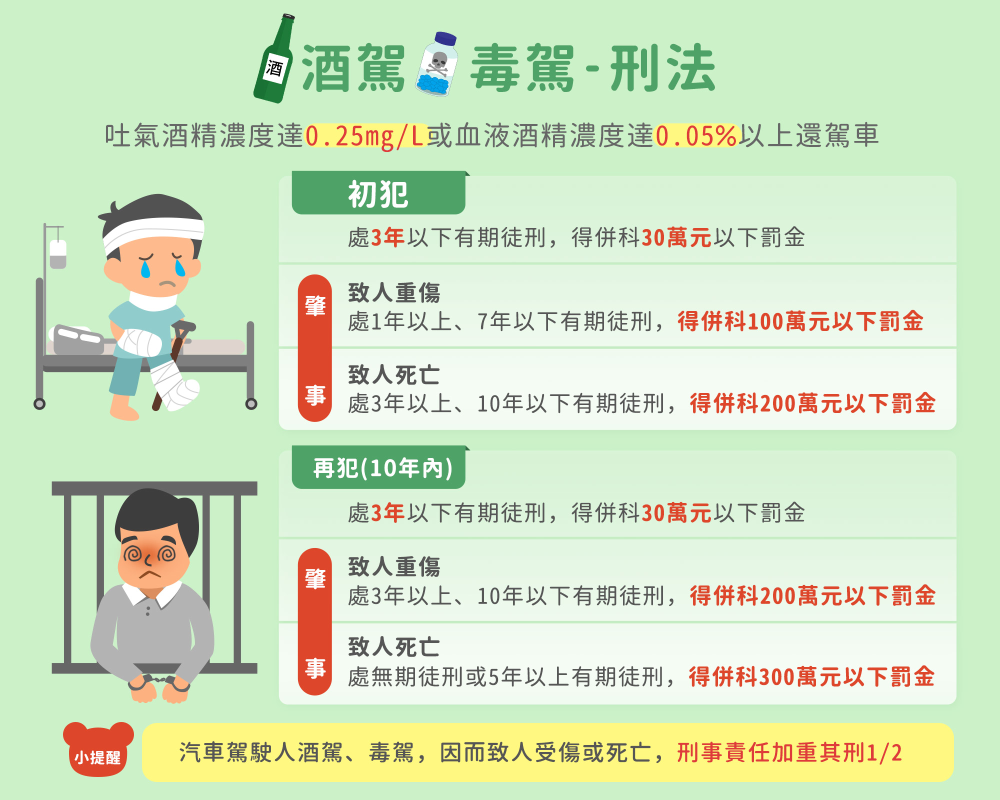 酒
酒駕 毒駕-刑法
吐氣酒精濃度達0.25mg/L或血液酒精濃度達0.05%以上還駕車
初犯
處3年以下有期徒刑，得併科30萬元以下罰金
肇事
致人重傷
處1年以上、7年以下有期徒刑，得併科100萬元以下罰金
致人死亡
處3年以上、10年以下有期徒刑，得併科200萬元以下罰金
再犯(10年內)
處3年以下有期徒刑，得併科30萬元以下罰金
肇事
致人重傷
處3年以上、10年以下有期徒刑，得併科200萬元以下罰金
致人死亡
處無期徒刑或5年以上有期徒刑，得併科300萬元以下罰金
小提醒
汽車駕駛人酒駕、毒駕，因而致人受傷或死亡，刑事責任加重其刑1/2